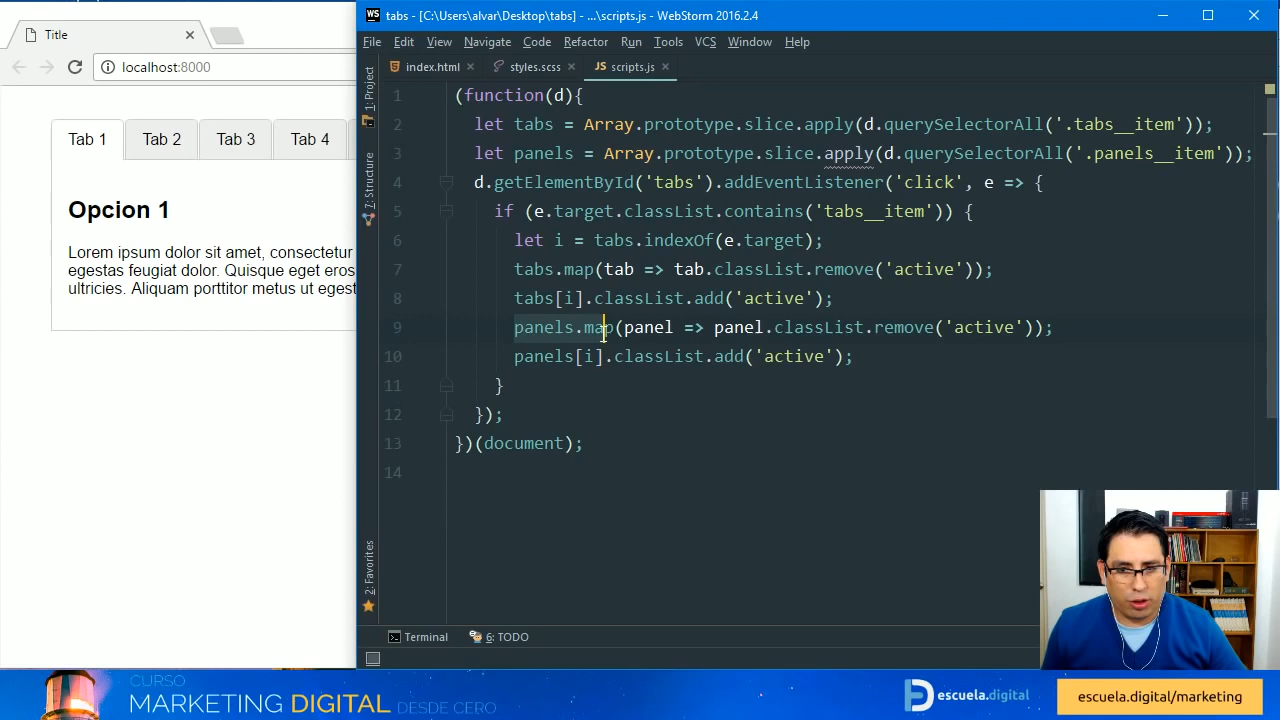 Title
localhost:8000
Tab 1
Tab 2
Tab 3
Tab 4
Opcion 1
Lorem ipsum dolor sit amet, consectetur
egestas feugiat dolor. Quisque eget eros
ultricies. Aliquam porttitor metus ut egest
WS tabs - [C:\Users\alvar\Desktop\tabs] - ...\scripts.js - WebStorm 2016.2.4
File Edit View Navigate Code Refactor Run Tools VCS Window Help
index.html
styles.scss
JS scripts.js
1: Project
7: Structure
2: Favorites
1 (function(d){
2 let tabs = Array.prototype.slice.apply(d.querySelectorAll('.tabs__item'));
3 let panels = Array.prototype.slice.apply(d.querySelectorAll('.panels__item'));
4 d.getElementById('tabs').addEventListener('click', e => {
5 if (e.target.classList.contains('tabs__item')) {
6 let i = tabs.indexOf(e.target);
7 tabs.map(tab => tab.classList.remove('active'));
8 tabs[i].classList.add('active');
9 panels.map(panel => panel.classList.remove('active'));
10 panels[i].classList.add('active');
11 }
12 });
13 })(document);
14
Terminal
6: TODO
CURSO
MARKETING DIGITAL DESDE CERO
escuela.digital
escuela.digital/marketing